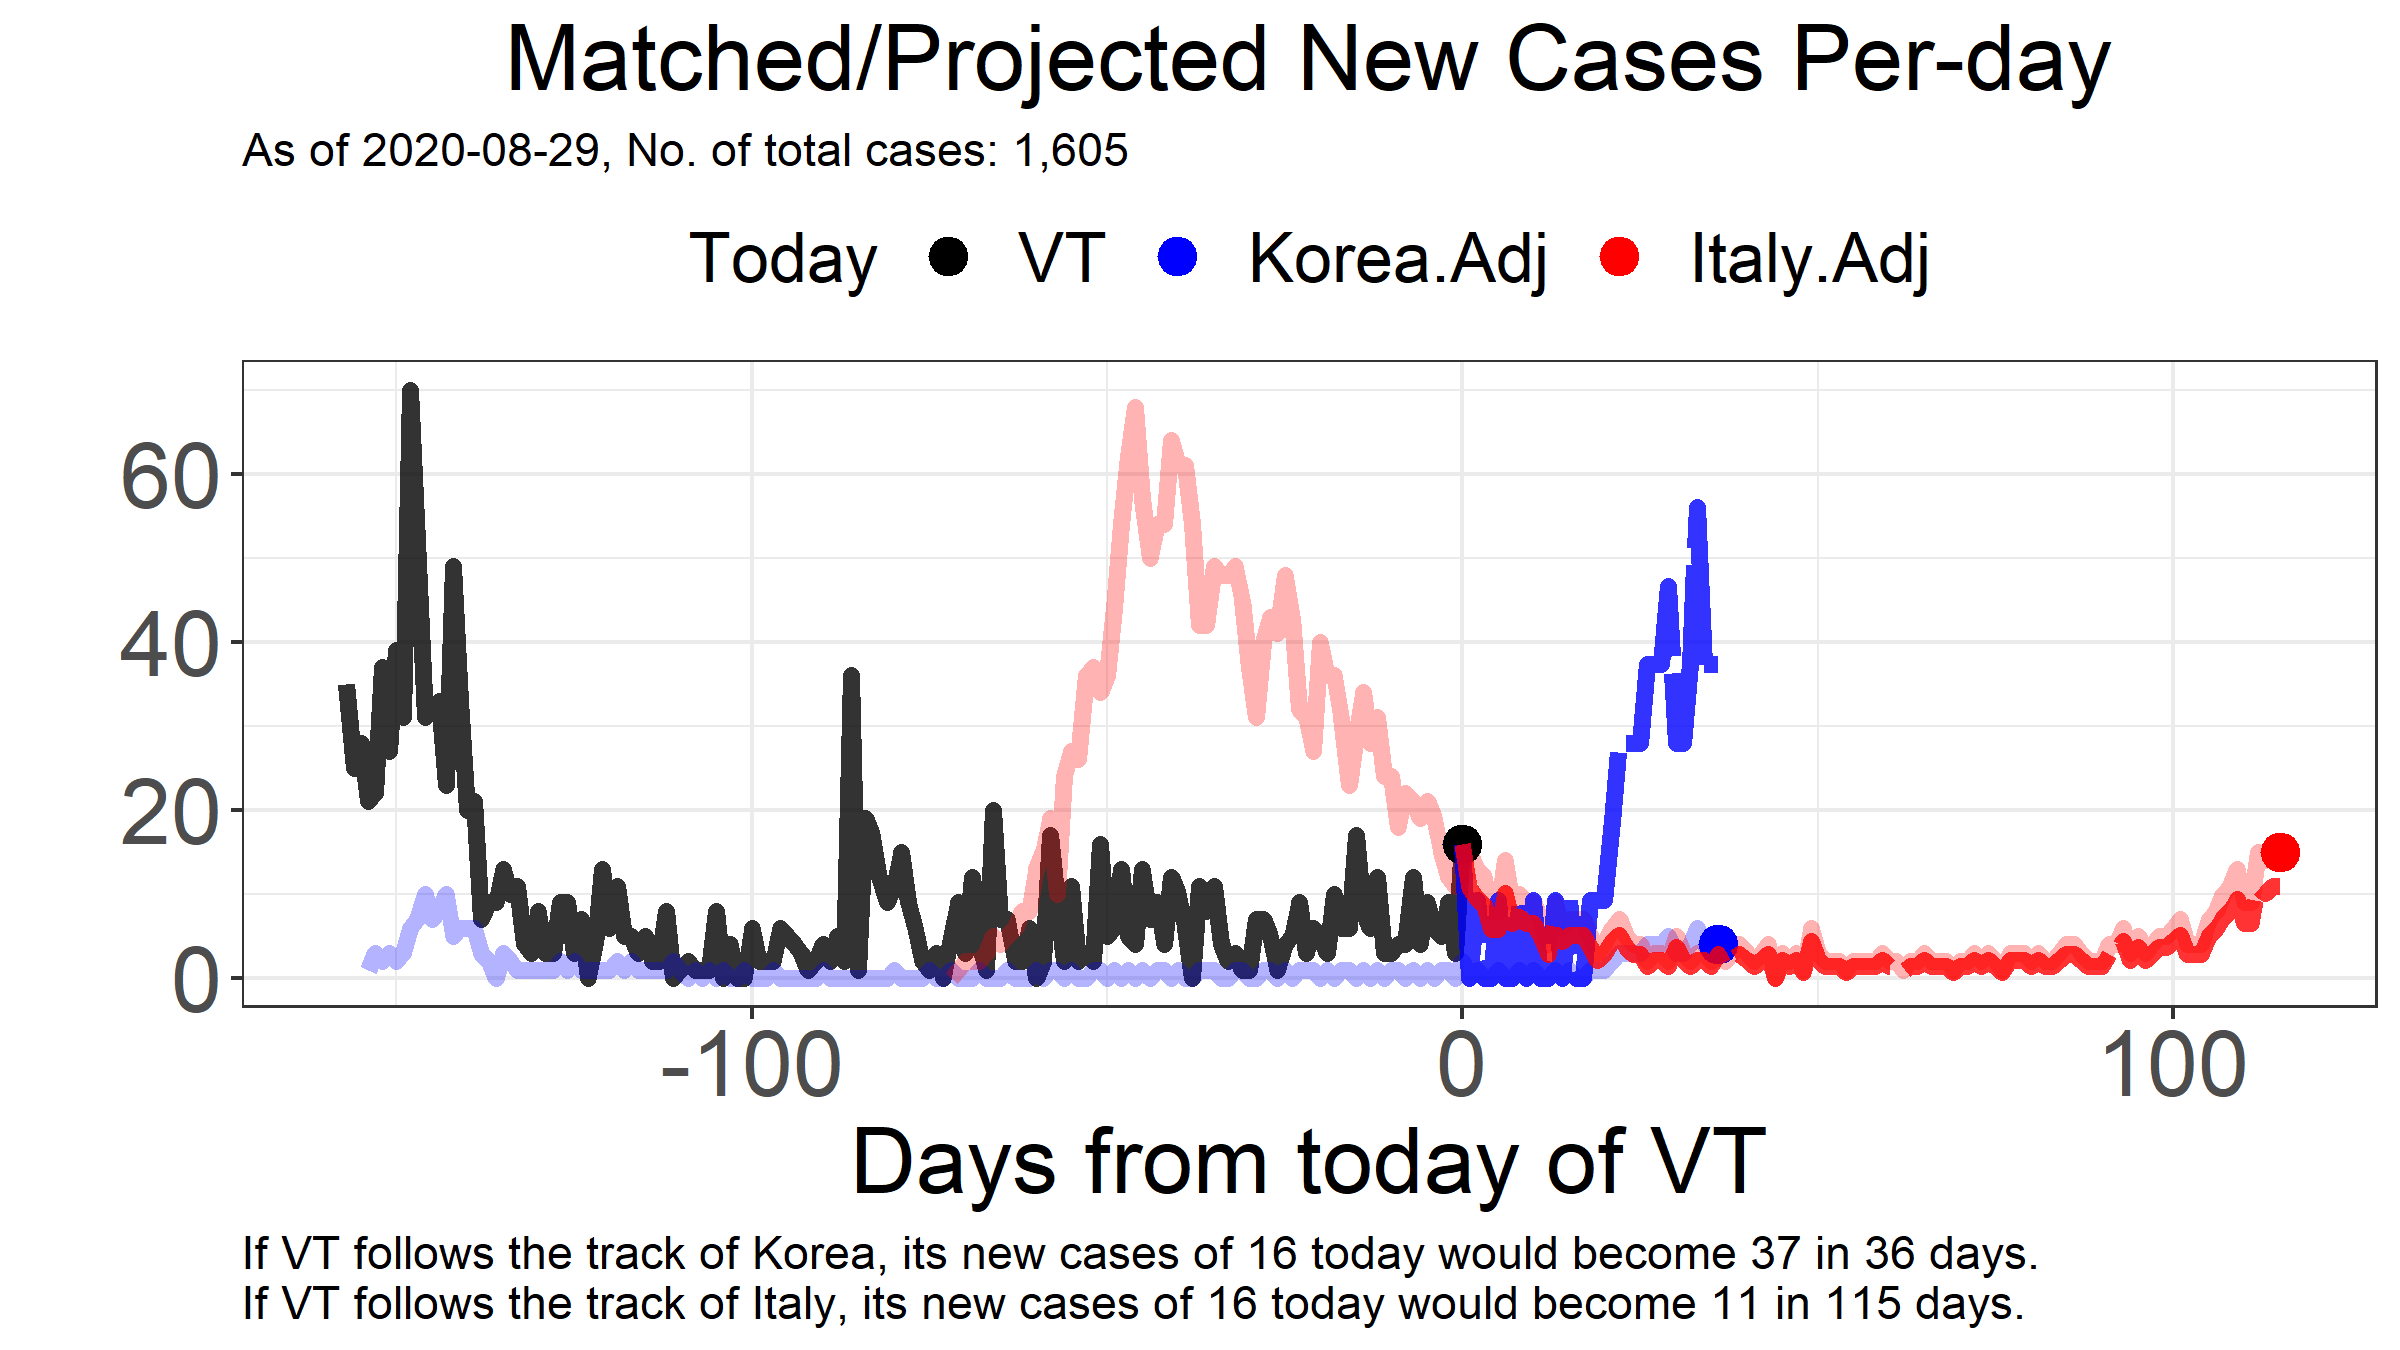 Matched/Projected New Cases Per-day
As of 2020-08-29, No. of total cases: 1,605
Today VT Korea.Adj Italy.Adj
60
40
20
0
-100 0 100
Days from today of VT
If VT follows the track of Korea, its new cases of 16 today would become 37 in 36 days.
If VT follows the track of Italy, its new cases of 16 today would become 11 in 115 days.